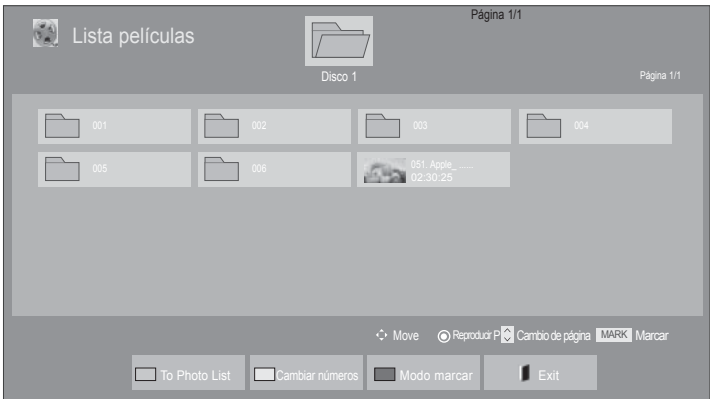 Página 1/1
Lista películas
Disco 1
Página 1/1
001 002 003 004
005 006 051. Apple_ ......
02:30:25
Move Reproducir P Cambio de página MARK Marcar
To Photo List Cambiar números Modo marcar Exit